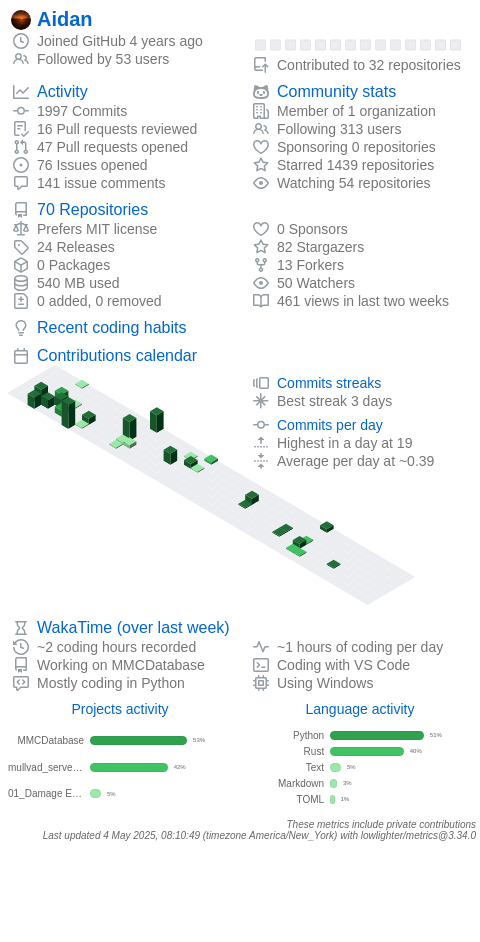 Aidan
Joined GitHub 4 years ago
Followed by 53 users
Contributed to 32 repositories
Activity
1997 Commits
16 Pull requests reviewed
47 Pull requests opened
76 Issues opened
141 issue comments
Community stats
Member of 1 organization
Following 313 users
Sponsoring 0 repositories
Starred 1439 repositories
Watching 54 repositories
70 Repositories
Prefers MIT license
24 Releases
0 Packages
540 MB used
0 added, 0 removed
0 Sponsors
82 Stargazers
13 Forkers
50 Watchers
461 views in last two weeks
Recent coding habits
Contributions calendar
Commits streaks
Best streak 3 days
Commits per day
Highest in a day at 19
Average per day at ~0.39
WakaTime (over last week)
~2 coding hours recorded
Working on MMCDatabase
Mostly coding in Python
~1 hours of coding per day
Coding with VS Code
Using Windows
Projects activity
MMCDatabase 53%
mullvad_serve... 42%
01_Damage E... 5%
Language activity
Python 51%
Rust 40%
Text 5%
Markdown 3%
TOML 1%
These metrics include private contributions
Last updated 4 May 2025, 08:10:49 (timezone America/New_York) with lowlighter/metrics@3.34.0